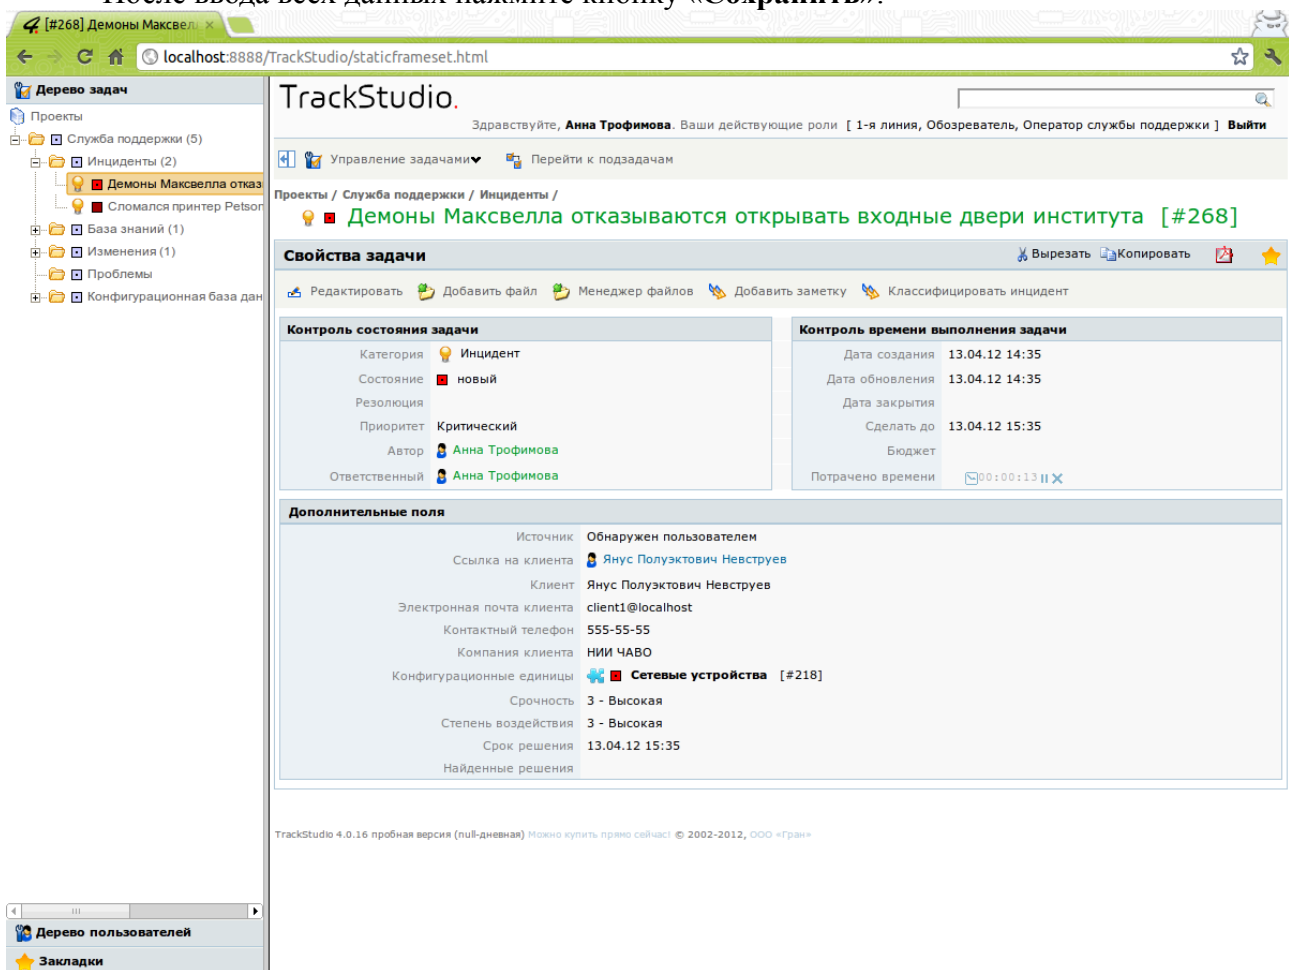 После ввода всех данных нажмите кнопку «Сохранить».
[#268] Демоны Максвел
localhost:8888/TrackStudio/staticframeset.html
Дерево задач
Проекты
Служба поддержки (5)
Инциденты (2)
Демоны Максвелла отказ
Сломался принтер Petson
База знаний (1)
Изменения (1)
Проблемы
Конфигурационная база дан
Дерево пользователей
Закладки
TrackStudio.
Здравствуйте, Анна Трофимова. Ваши действующие роли [ 1-я линия, Обозреватель, Оператор службы поддержки ] Выйти
Управление задачами Перейти к подзадачам
Проекты / Служба поддержки / Инциденты /
Демоны Максвелла отказываются открывать входные двери института [#268]
Свойства задачи Вырезать Копировать
Редактировать Добавить файл Менеджер файлов Добавить заметку Классифицировать инцидент
Контроль состояния задачи
Категория Инцидент
Состояние новый
Резолюция
Приоритет Критический
Автор Анна Трофимова
Ответственный Анна Трофимова
Контроль времени выполнения задачи
Дата создания 13.04.12 14:35
Дата обновления 13.04.12 14:35
Дата закрытия
Сделать до 13.04.12 15:35
Бюджет
Потрачено времени 00:00:13
Дополнительные поля
Источник Обнаружен пользователем
Ссылка на клиента Янус Полуэктович Невструев
Клиент Янус Полуэктович Невструев
Электронная почта клиента client1@localhost
Контактный телефон 555-55-55
Компания клиента НИИ ЧАВО
Конфигурационные единицы Сетевые устройства [#218]
Срочность 3 - Высокая
Степень воздействия 3 - Высокая
Срок решения 13.04.12 15:35
Найденные решения
TrackStudio 4.0.16 пробная версия (null-дневная) Можно купить прямо сейчас! © 2002-2012, ООО «Гран»